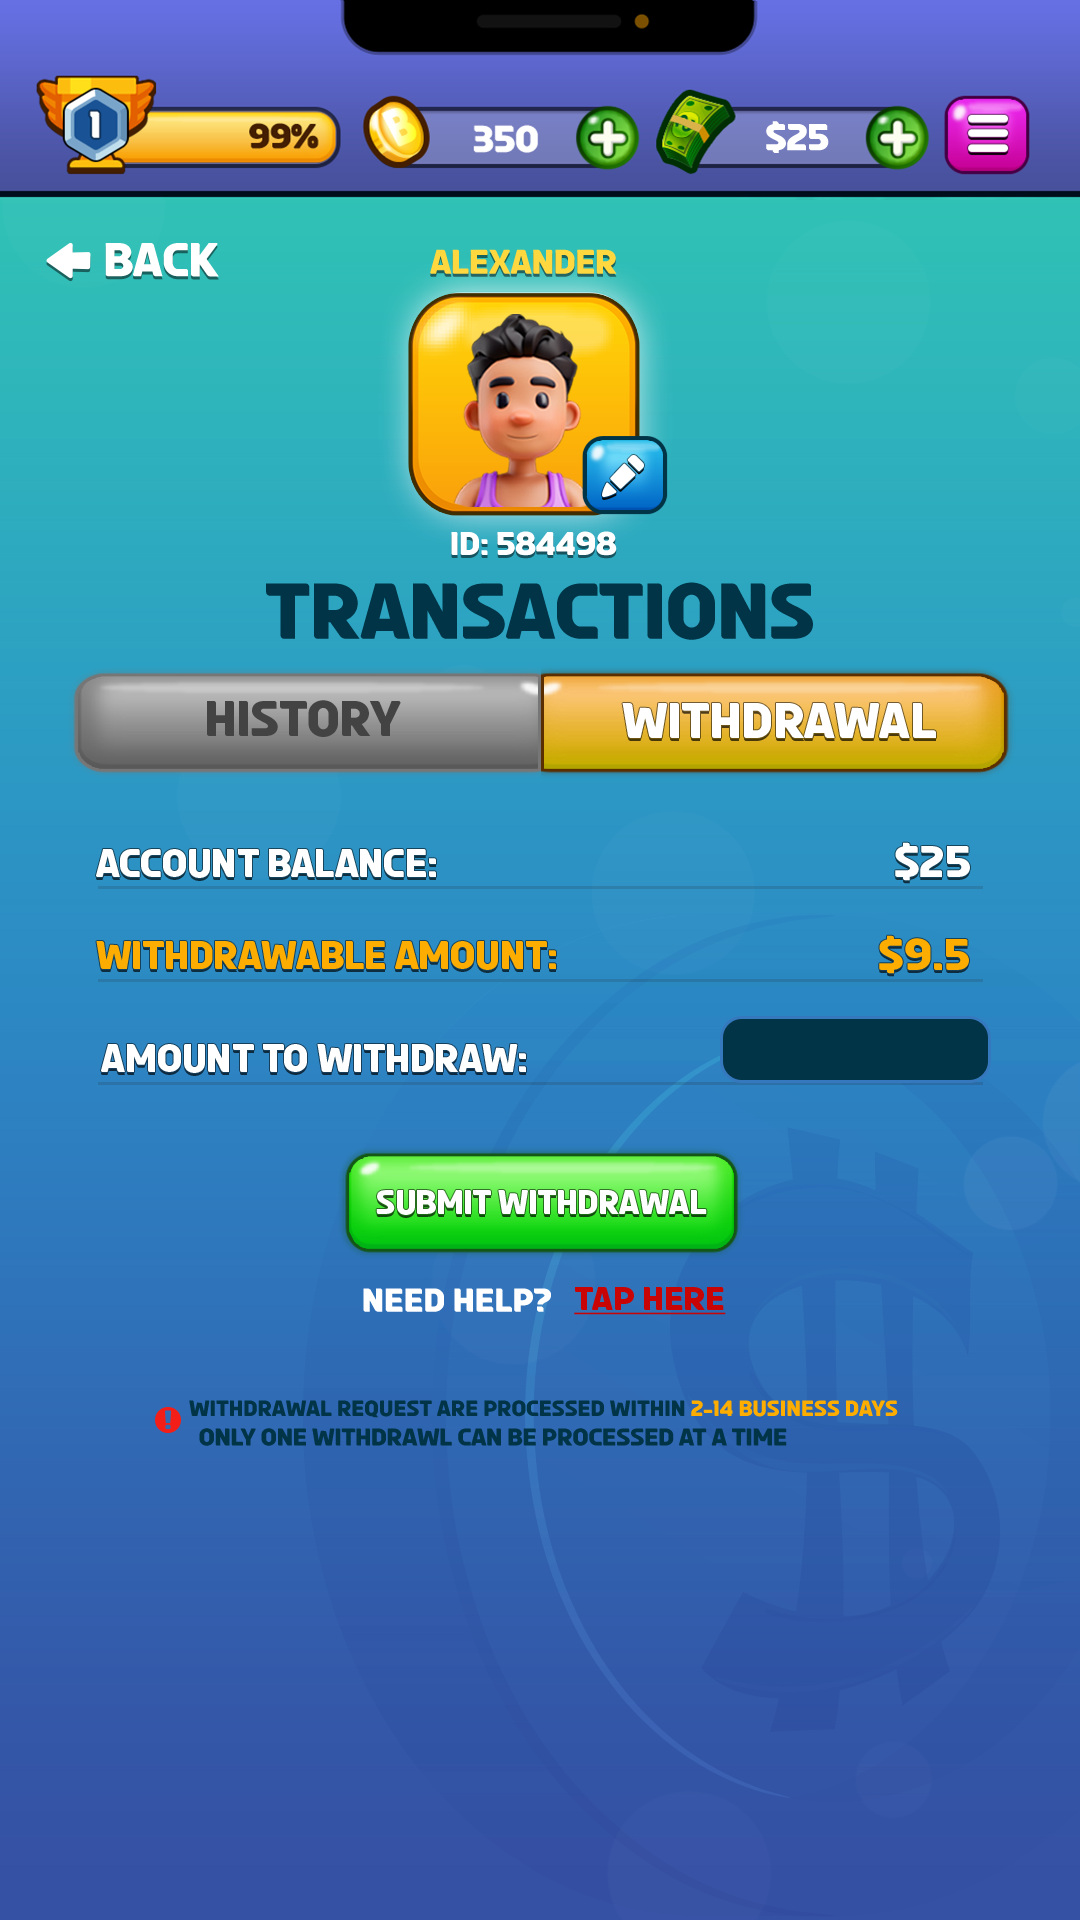 1
99%
350
$25
BACK
ALEXANDER
ID: 584498
TRANSACTIONS
HISTORY
WITHDRAWAL
ACCOUNT BALANCE:
$25
WITHDRAWABLE AMOUNT:
$9.5
AMOUNT TO WITHDRAW:
SUBMIT WITHDRAWAL
NEED HELP? TAP HERE
WITHDRAWAL REQUEST ARE PROCESSED WITHIN 2-14 BUSINESS DAYS
ONLY ONE WITHDRAWL CAN BE PROCESSED AT A TIME